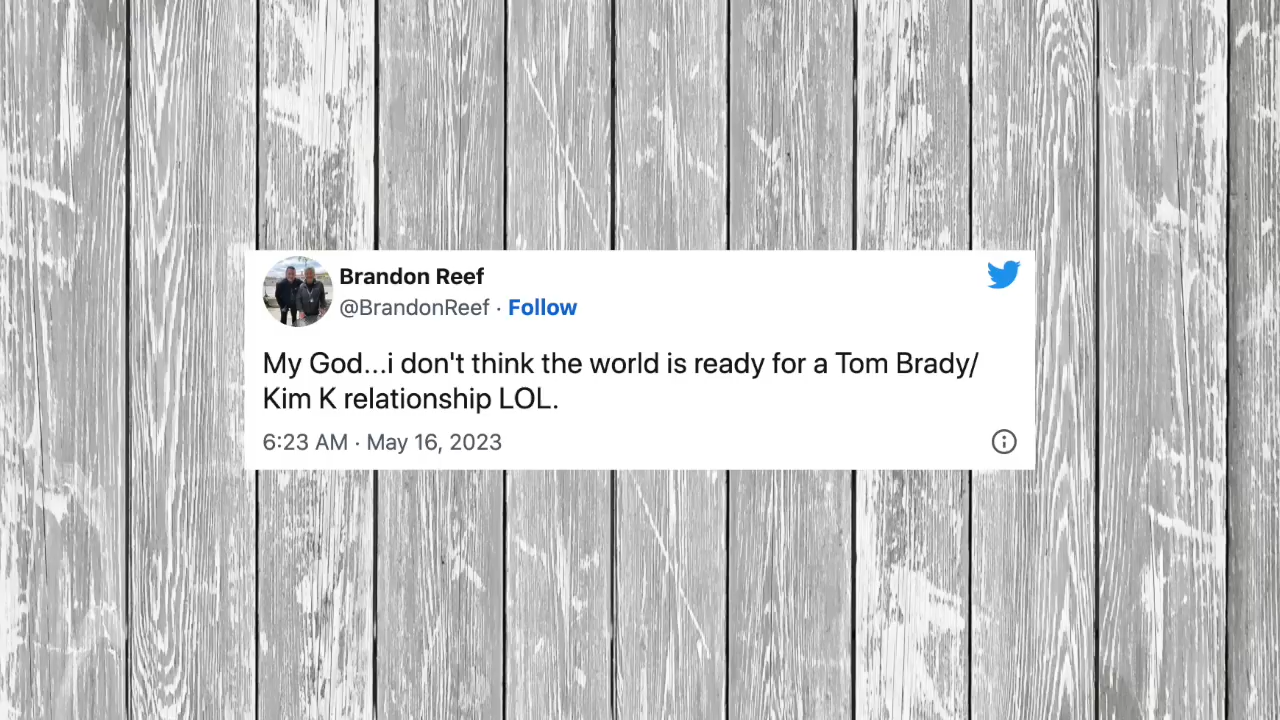 Brandon Reef
@BrandonReef · Follow
My God...i don't think the world is ready for a Tom Brady/
Kim K relationship LOL.
6:23 AM · May 16, 2023